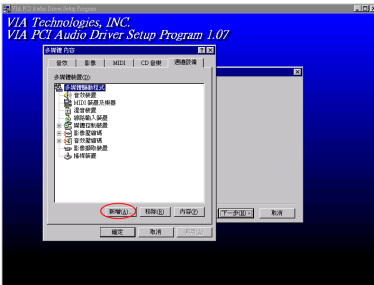 VIA PCI Audio Driver Setup Program
VIA Technologies, INC.
VIA PCI Audio Driver Setup Program 1.07
多媒體 內容
音效 影像 MIDI CD 音樂 週邊設備
多媒體裝置(D):
多媒體驅動程式
音效裝置
MIDI 裝置及樂器
混音裝置
線路輸入裝置
媒體控制裝置
影像壓縮碼
音效壓縮碼
影像擷取裝置
搖桿裝置
新增(A)... 移除(R) 內容(P)
下一步(N) > 取消
確定 取消